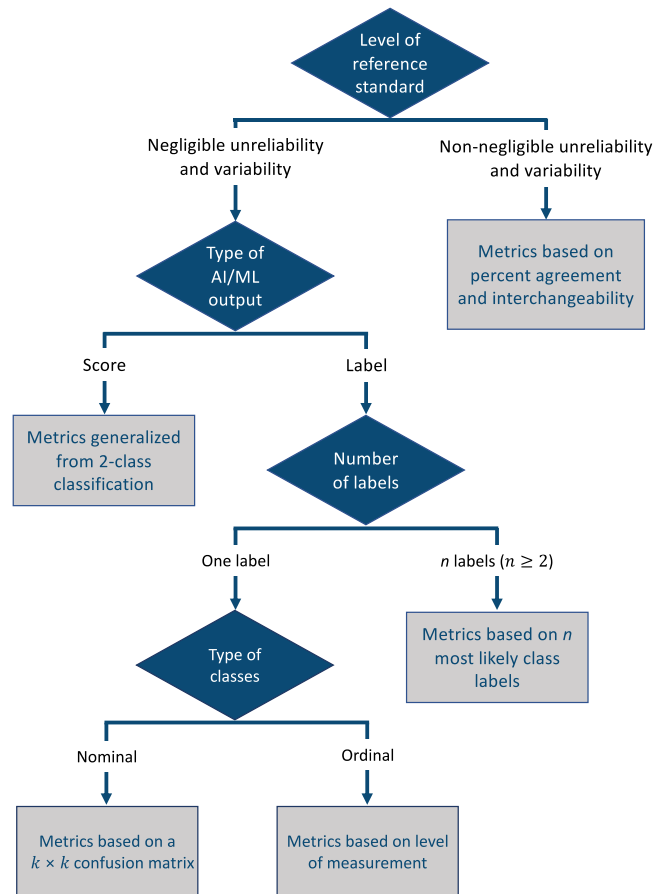 Level of
reference
standard
Negligible unreliability
and variability
Non-negligible unreliability
and variability
Type of
AI/ML
output
Metrics based on
percent agreement
and interchangeability
Score
Label
Metrics generalized
from 2-class
classification
Number
of labels
One label
n labels (n ≥ 2)
Type of
classes
Metrics based on n
most likely class
labels
Nominal
Ordinal
Metrics based on a
k × k confusion matrix
Metrics based on level
of measurement